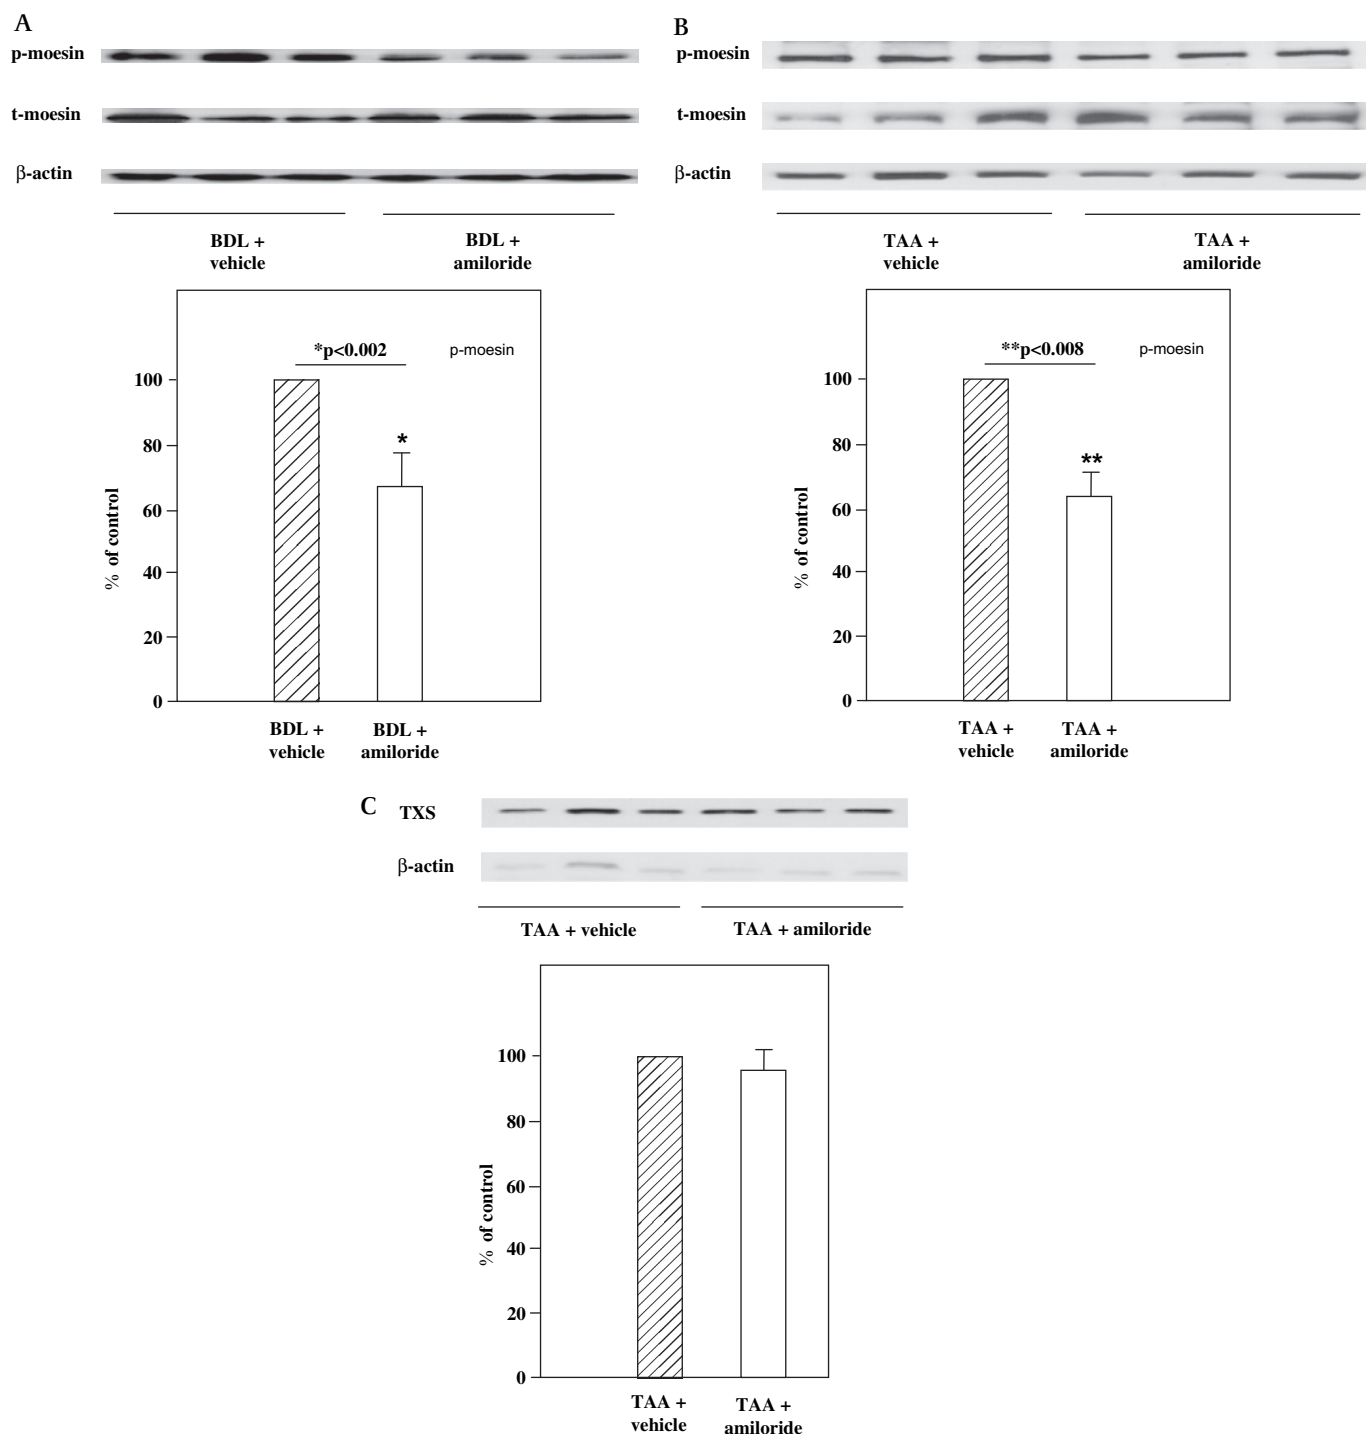 A
p-moesin
t-moesin
β-actin
BDL +
vehicle
BDL +
amiloride
*p<0.002
p-moesin
*
100
80
60
40
20
0
% of control
BDL +
vehicle
BDL +
amiloride
B
p-moesin
t-moesin
β-actin
TAA +
vehicle
TAA +
amiloride
**p<0.008
p-moesin
**
100
80
60
40
20
0
% of control
TAA +
vehicle
TAA +
amiloride
C
TXS
β-actin
TAA + vehicle
TAA + amiloride
100
80
60
40
20
0
% of control
TAA +
vehicle
TAA +
amiloride